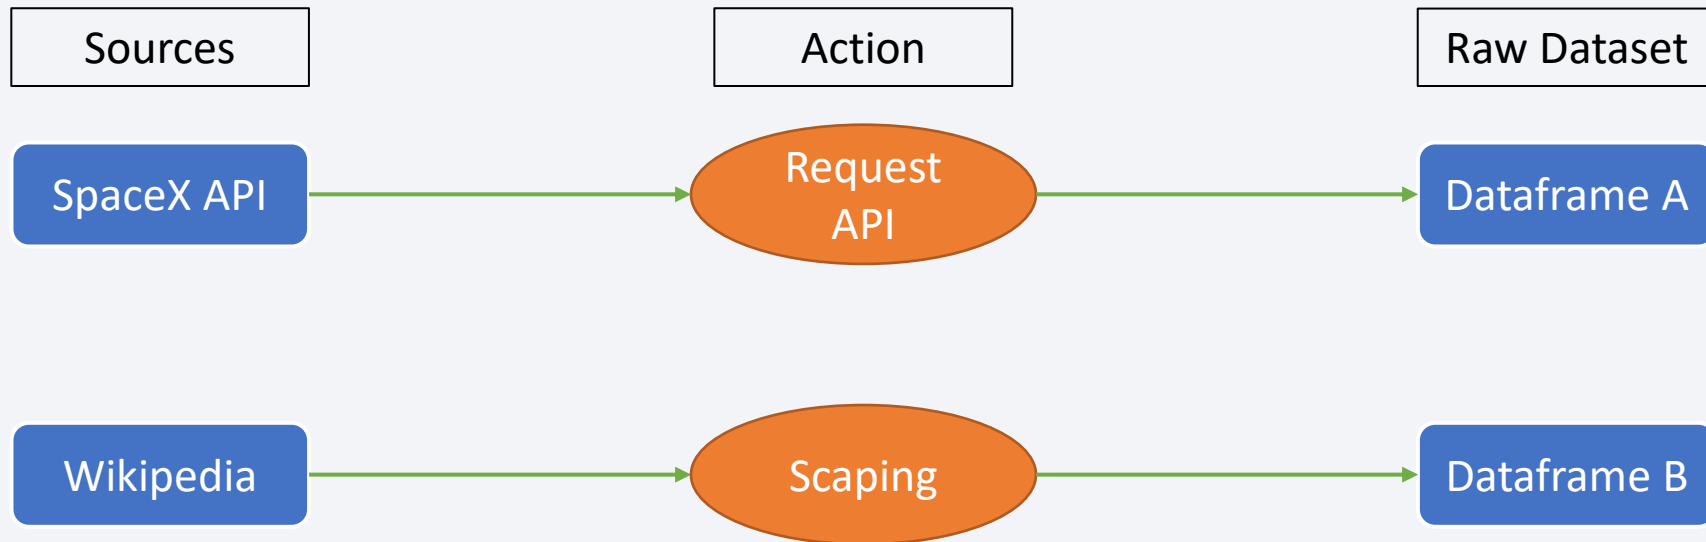 Sources
Action
Raw Dataset
SpaceX API
Request
API
Dataframe A
Wikipedia
Scaping
Dataframe B